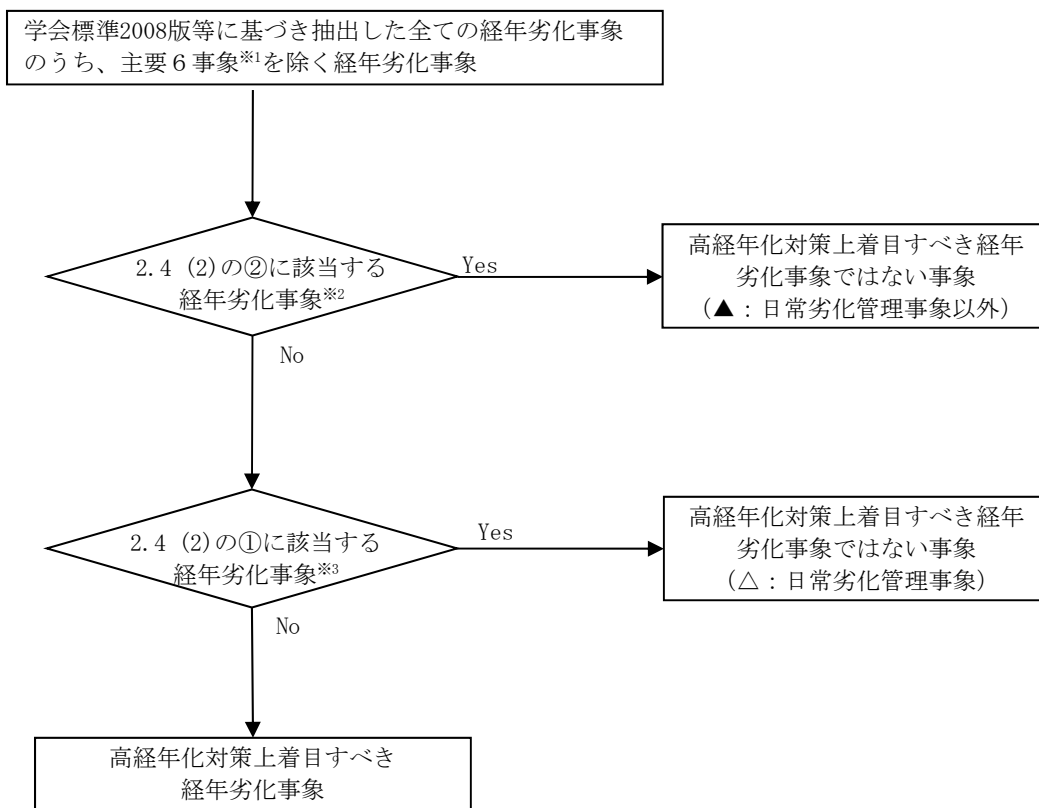 学会標準2008版等に基づき抽出した全ての経年劣化事象
のうち、主要６事象※1を除く経年劣化事象
2.4 (2)の②に該当する
経年劣化事象※2
Yes
高経年化対策上着目すべき経年
劣化事象ではない事象
（▲：日常劣化管理事象以外）
No
2.4 (2)の①に該当する
経年劣化事象※3
Yes
高経年化対策上着目すべき経年
劣化事象ではない事象
（△：日常劣化管理事象）
No
高経年化対策上着目すべき
経年劣化事象